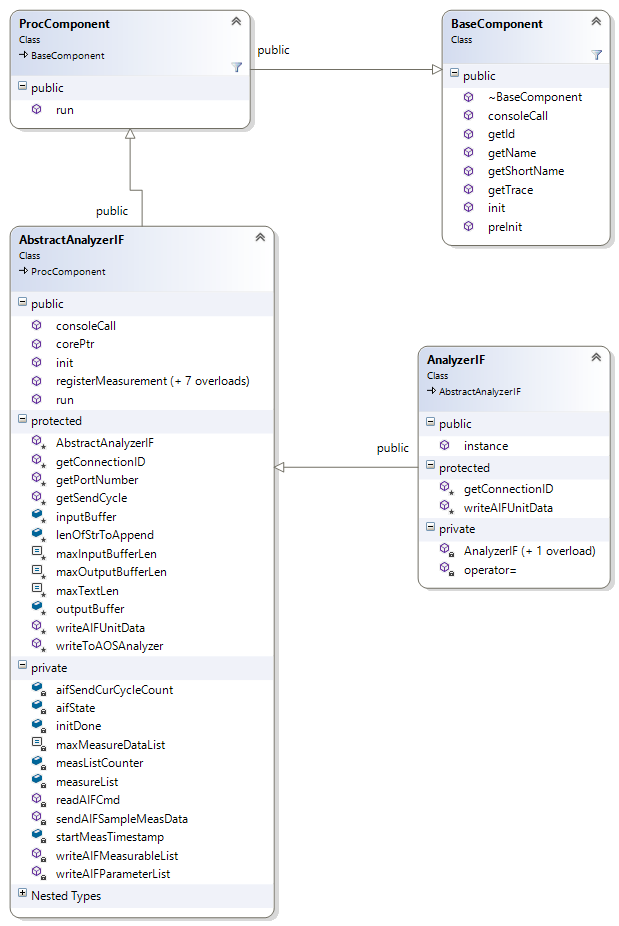 ProcComponent
Class
BaseComponent
public
run
public
BaseComponent
Class
public
~BaseComponent
consoleCall
getId
getName
getShortName
getTrace
init
preInit
public
AbstractAnalyzerIF
Class
ProcComponent
public
consoleCall
corePtr
init
registerMeasurement (+ 7 overloads)
run
protected
AbstractAnalyzerIF
getConnectionID
getPortNumber
getSendCycle
inputBuffer
lenOfStrToAppend
maxInputBufferLen
maxOutputBufferLen
maxTextLen
outputBuffer
writeAIFUnitData
writeToAOSAnalyzer
private
aifSendCurCycleCount
aifState
initDone
maxMeasureDataList
measListCounter
measureList
readAIFCmd
sendAIFSampleMeasData
startMeasTimestamp
writeAIFMeasurableList
writeAIFParameterList
Nested Types
public
AnalyzerIF
Class
AbstractAnalyzerIF
public
instance
protected
getConnectionID
writeAIFUnitData
private
AnalyzerIF (+ 1 overload)
operator=